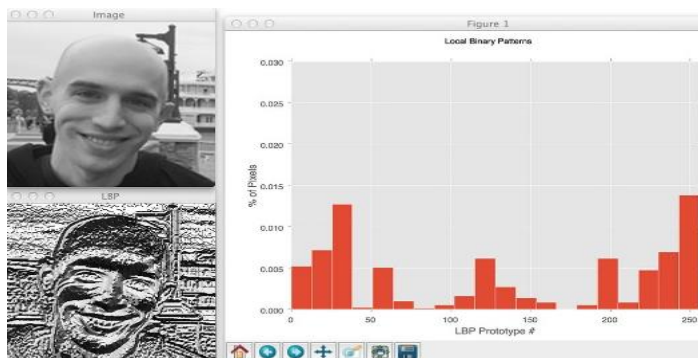 Image
LBP
Figure 1
Local Binary Patterns
% of Pixels
0.030
0.025
0.020
0.015
0.010
0.005
0.000
0 50 100 150 200 250
LBP Prototype #